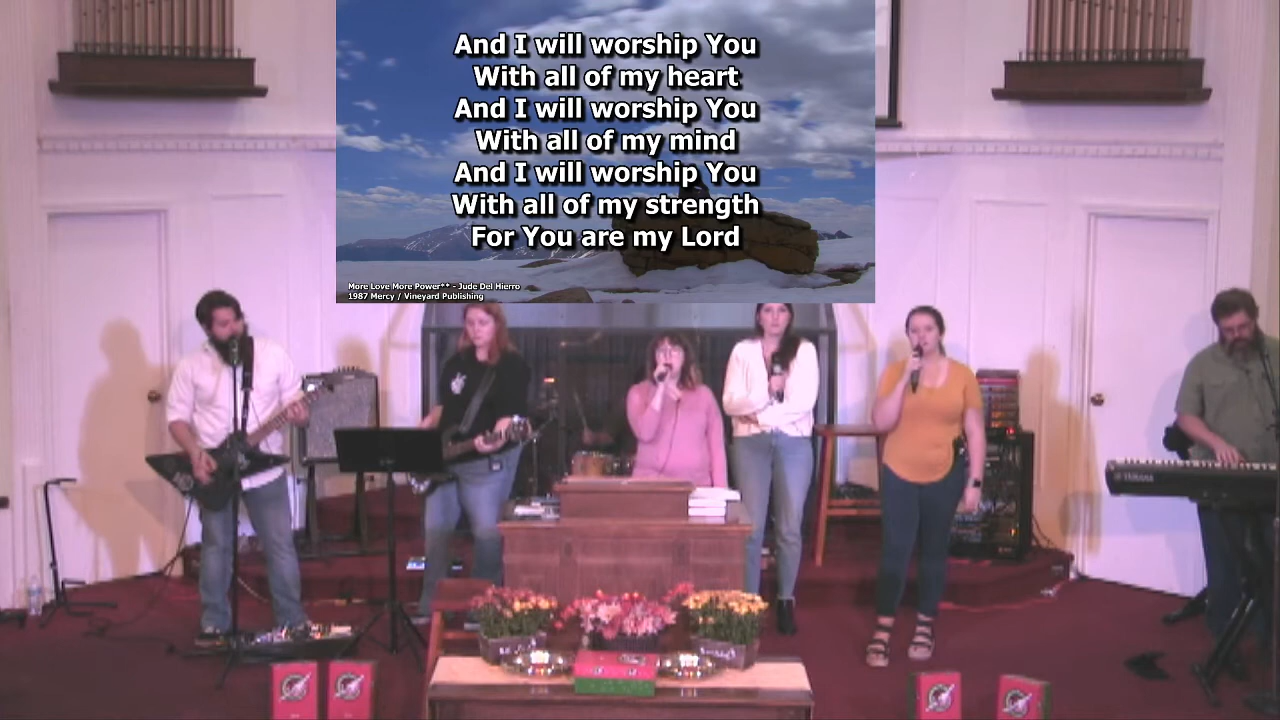 And I will worship You
With all of my heart
And I will worship You
With all of my mind
And I will worship You
With all of my strength
For You are my Lord
More Love More Power** - Jude Del Hierro
1987 Mercy / Vineyard Publishing
YAMAHA